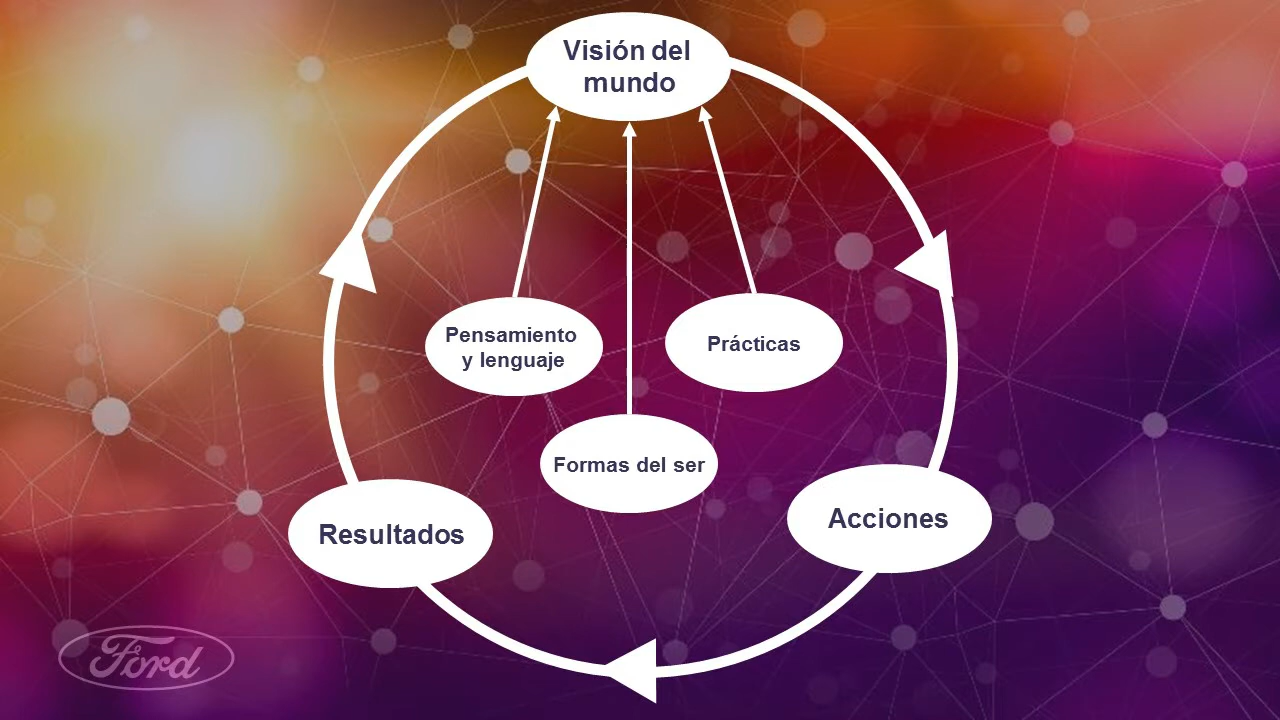 Visión del
mundo
Pensamiento
y lenguaje
Prácticas
Formas del ser
Resultados
Acciones
Ford